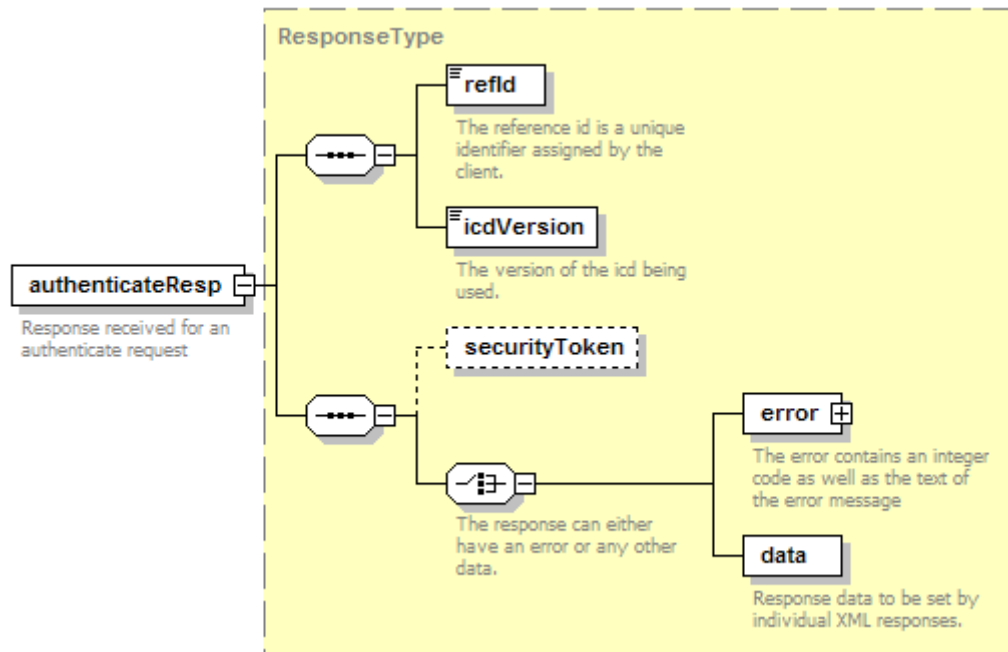 ResponseType
refId
The reference id is a unique
identifier assigned by the
client.
icdVersion
The version of the icd being
used.
authenticateResp
Response received for an
authenticate request
securityToken
error
The error contains an integer
code as well as the text of
the error message
The response can either
have an error or any other
data.
data
Response data to be set by
individual XML responses.